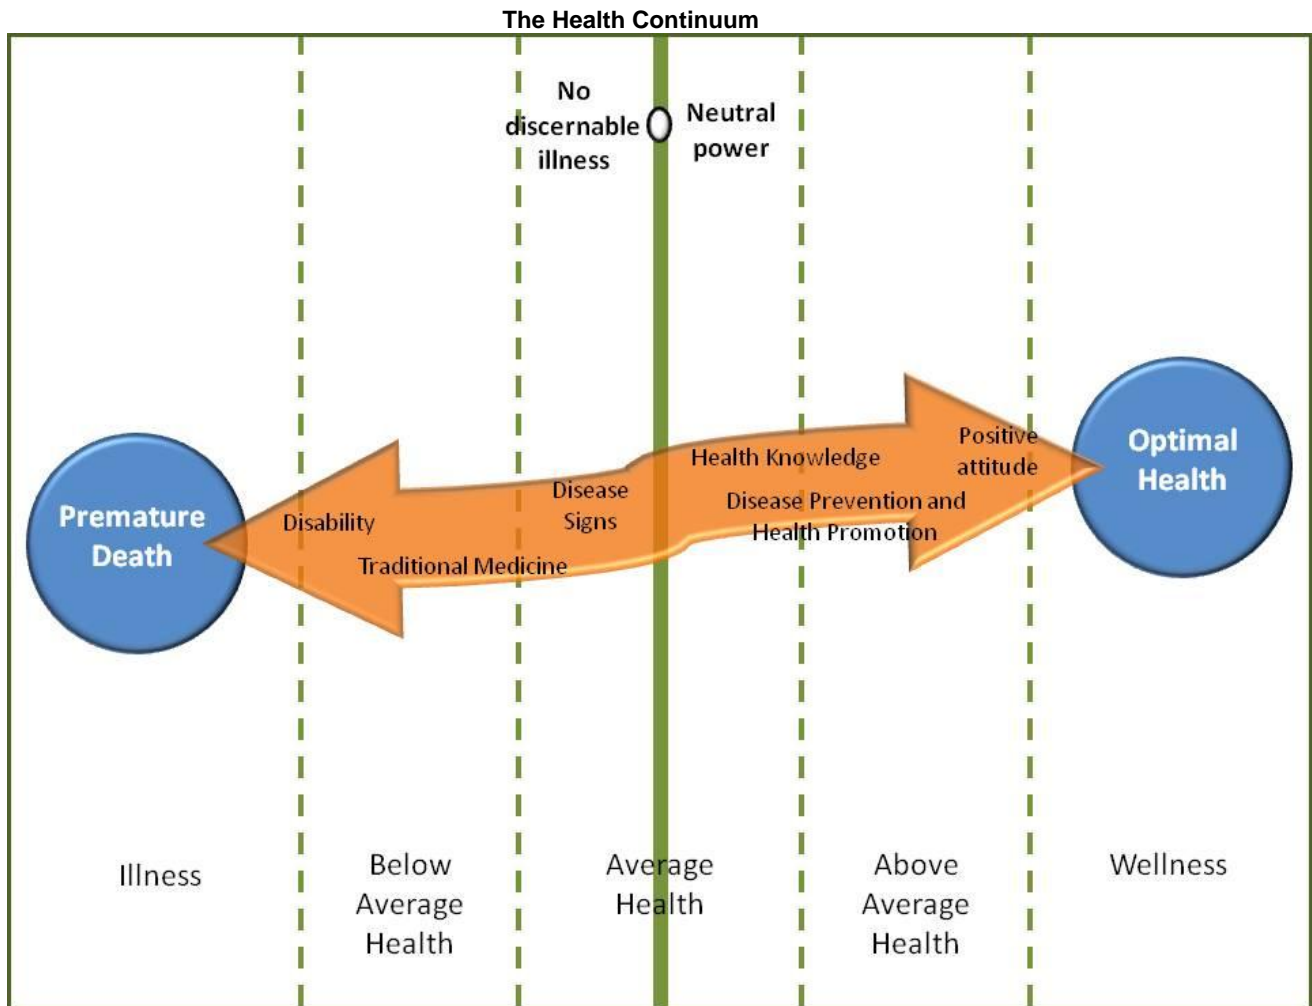 The Health Continuum
No
discernable
illness
Neutral
power
Premature
Death
Disability
Traditional Medicine
Disease
Signs
Health Knowledge
Disease Prevention and
Health Promotion
Positive
attitude
Optimal
Health
Illness
Below
Average
Health
Average
Health
Above
Average
Health
Wellness